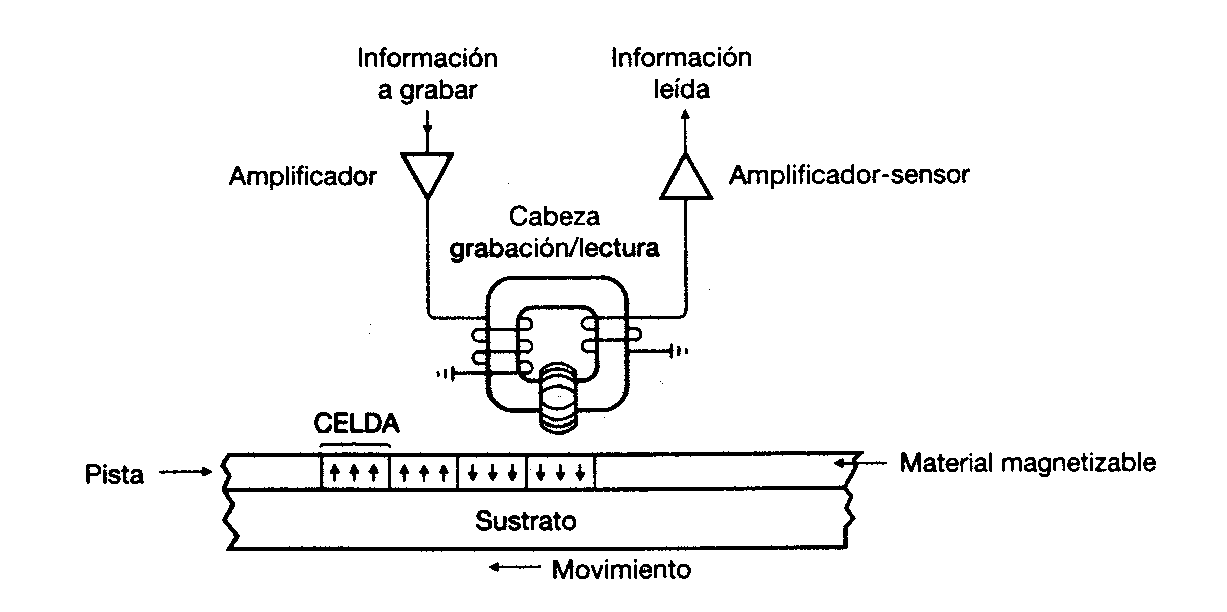 Información
a grabar
Información
leída
Amplificador
Amplificador-sensor
Cabeza
grabación/lectura
CELDA
Pista
Material magnetizable
Sustrato
Movimiento